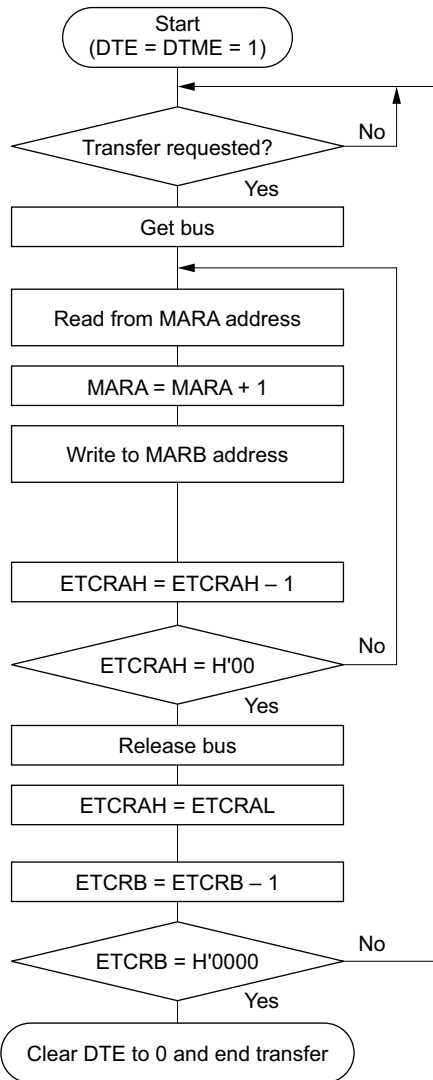 Start
(DTE = DTME = 1)
No
Transfer requested?
Yes
Get bus
Read from MARA address
MARA = MARA + 1
Write to MARB address
ETCRAH = ETCRAH – 1
No
ETCRAH = H'00
Yes
Release bus
ETCRAH = ETCRAL
ETCRB = ETCRB – 1
No
ETCRB = H'0000
Yes
Clear DTE to 0 and end transfer